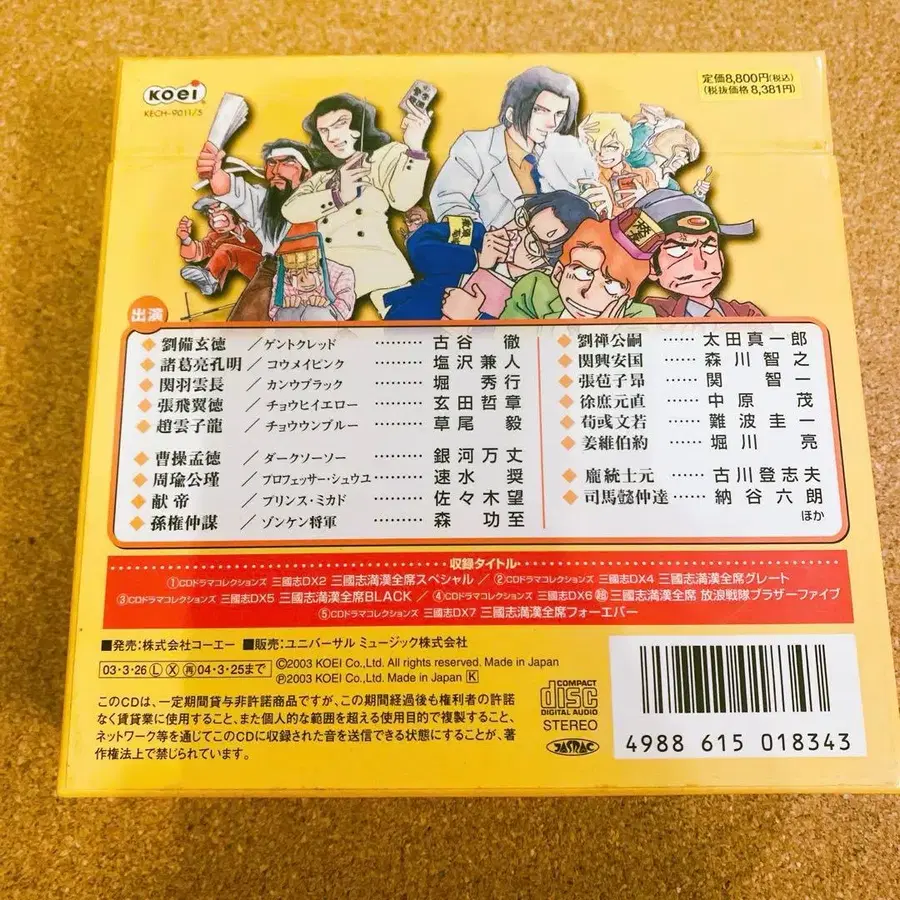 KOEI
KECH-9011/5
定価8,800円(税込)
(税抜価格 8,381円)
出演
◆ 劉備玄徳 ／ゲントクレッド ……… 古谷 徹
◆ 諸葛亮孔明／コウメイピンク ……… 塩沢兼人
◆ 関羽雲長 ／カンウブラック ……… 堀 秀行
◆ 張飛翼徳 ／チョウヒイエロー …… 玄田哲章
◆ 趙雲子龍 ／チョウウンブルー …… 草尾 毅
◆ 曹操孟徳 ／ダークソーソー ……… 銀河万丈
◆ 周瑜公瑾 ／プロフェッサー・シュウユ…… 速水 奨
◆ 献帝 ／プリンス・ミカド ……… 佐々木望
◆ 孫権仲謀 ／ゾンケン将軍 ……… 森 功至
◆ 劉禅公嗣 …… 太田真一郎
◆ 関興安国 …… 森川智之
◆ 張苞子昂 …… 関 智一
◆ 徐庶元直 …… 中原 茂
◆ 荀彧文若 …… 難波圭一
◆ 姜維伯約 …… 堀川 亮
◆ 龐統士元 …… 古川登志夫
◆ 司馬懿仲達…… 納谷六朗
ほか
収録タイトル
①CDドラマコレクションズ 三國志DX2 三國志満漢全席スペシャル ／ ②CDドラマコレクションズ 三國志DX4 三國志満漢全席グレート
③CDドラマコレクションズ 三國志DX5 三國志満漢全席BLACK ／ ④CDドラマコレクションズ 三國志DX6 超 三國志満漢全席 放浪戦隊ブラザーファイブ
⑤CDドラマコレクションズ 三國志DX7 三國志満漢全席フォーエバー
■発売：株式会社コーエー ■販売：ユニバーサル ミュージック株式会社
03・3・26 Ⓛ Ⓧ 再 04・3・25まで
©2003 KOEI Co.,Ltd. All rights reserved. Made in Japan
℗2003 KOEI Co.,Ltd. Made in Japan K
このCDは、一定期間貸与非許諾商品ですが、この期間経過後も権利者の許諾
なく賃貸業に使用すること、また個人的な範囲を超える使用目的で複製すること、
ネットワーク等を通じてこのCDに収録された音を送信できる状態にすることが、著
作権法上で禁じられています。
COMPACT
disc
DIGITAL AUDIO
STEREO
JASRAC
4988 615 018343